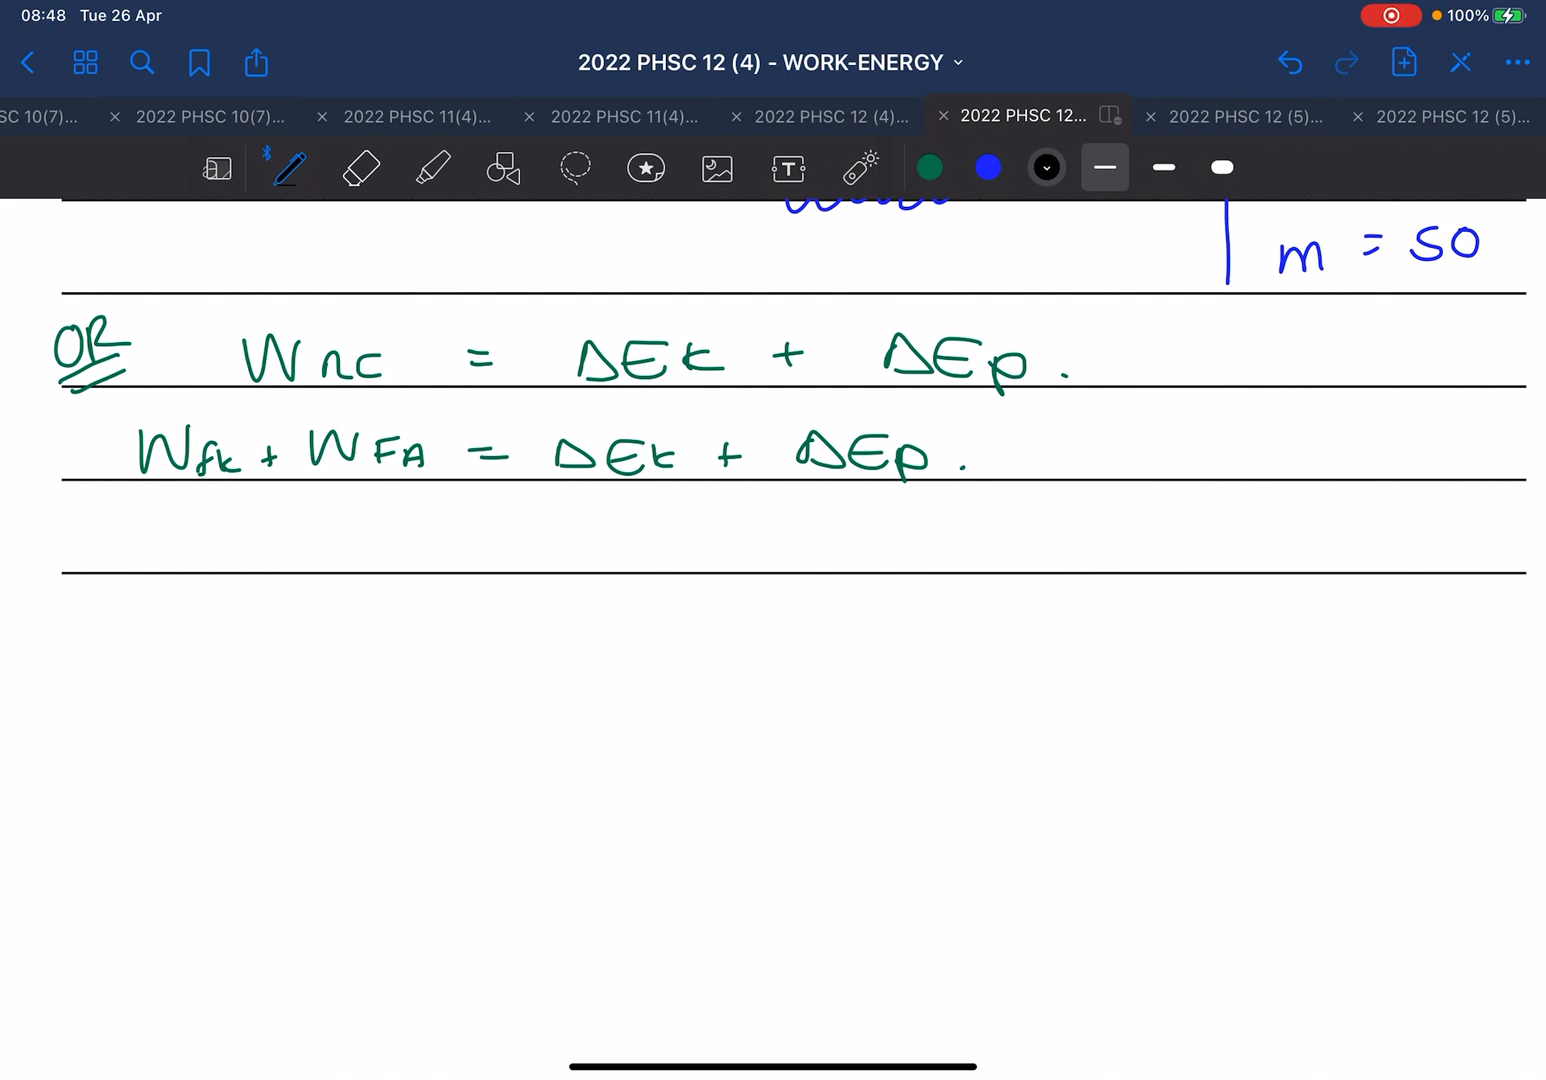 08:48 Tue 26 Apr
100%
2022 PHSC 12 (4) - WORK-ENERGY
SC 10(7)... × 2022 PHSC 10(7)... × 2022 PHSC 11(4)... × 2022 PHSC 11(4)... × 2022 PHSC 12 (4)... × 2022 PHSC 12... × 2022 PHSC 12 (5)... × 2022 PHSC 12 (5)...
T
m = 50
OR Wnc = ΔEk + ΔEp.
Wfk + WFA = ΔEk + ΔEp.